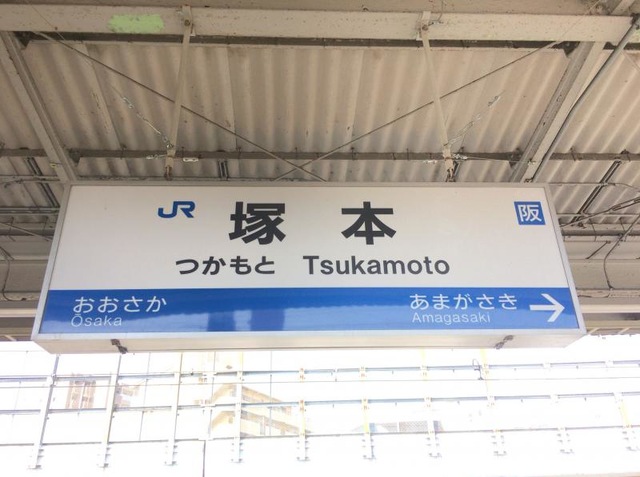 JR 塚本 阪
つかもと Tsukamoto
おおさか あまがさき →
Ōsaka Amagasaki